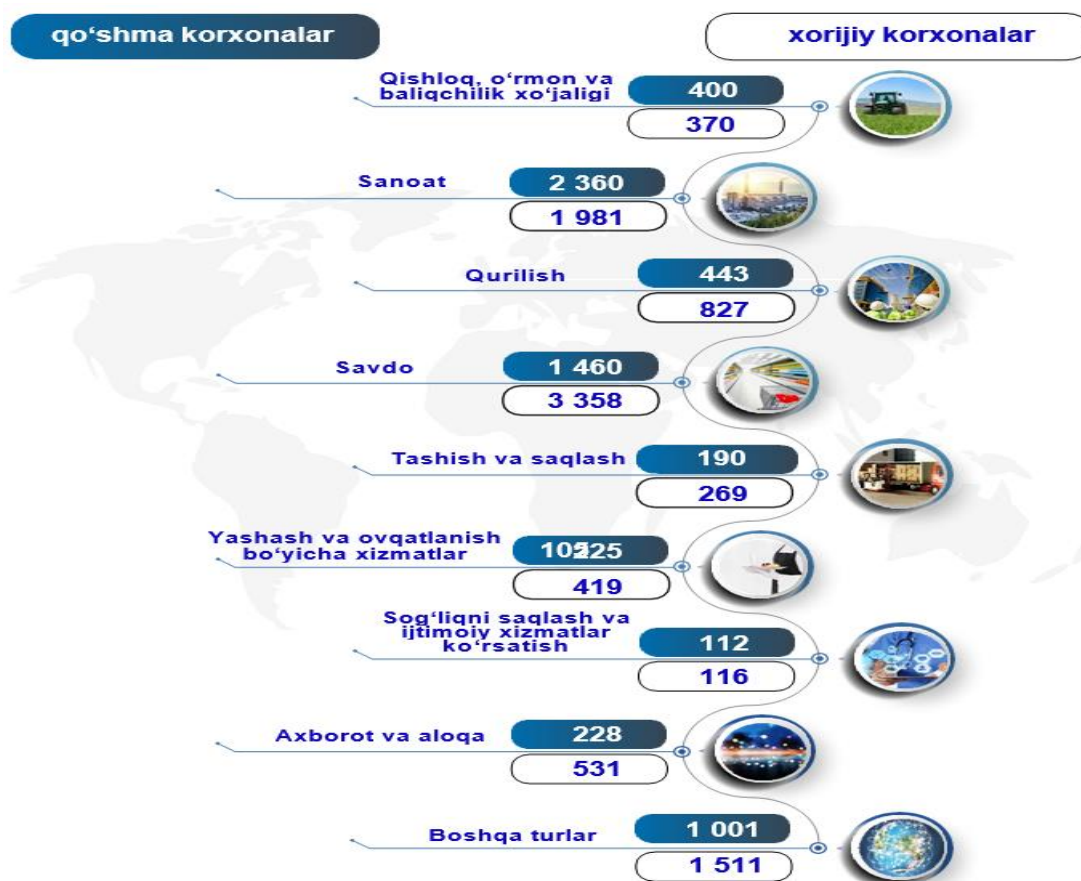 qo‘shma korxonalar
xorijiy korxonalar
Qishloq, o‘rmon va
baliqchilik xo‘jaligi
400
370
Sanoat
2 360
1 981
Qurilish
443
827
Savdo
1 460
3 358
Tashish va saqlash
190
269
Yashash va ovqatlanish
bo‘yicha xizmatlar
225
419
Sog‘liqni saqlash va
ijtimoiy xizmatlar
ko‘rsatish
112
116
Axborot va aloqa
228
531
Boshqa turlar
1 001
1 511